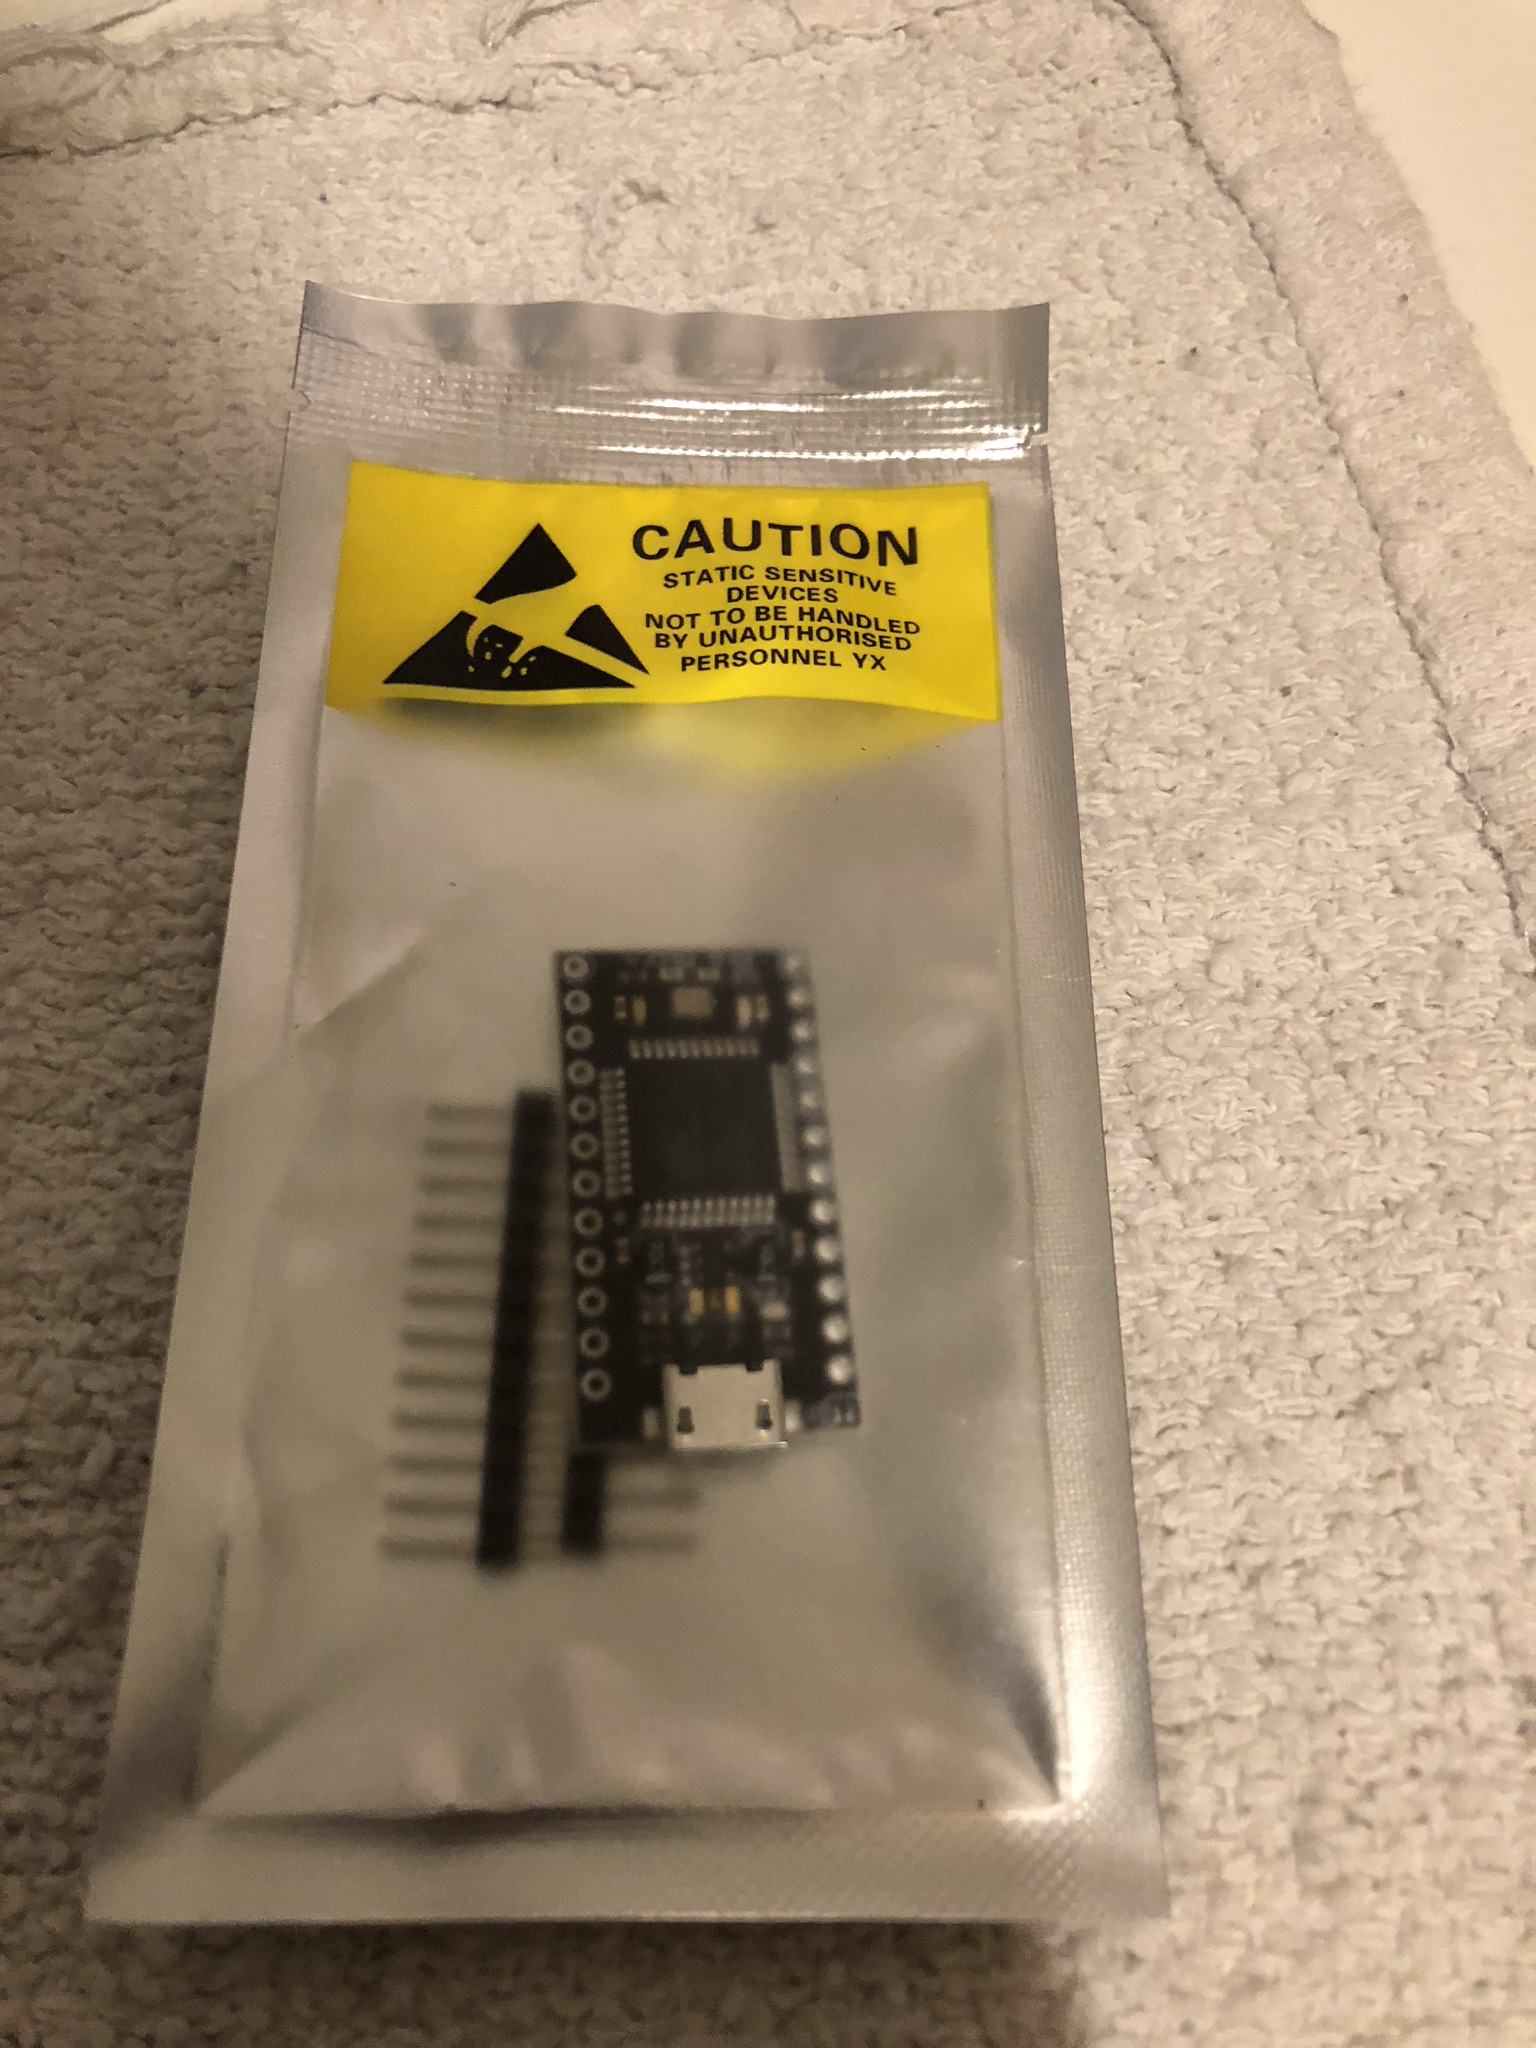 CAUTION
STATIC SENSITIVE
DEVICES
NOT TO BE HANDLED
BY UNAUTHORISED
PERSONNEL YX